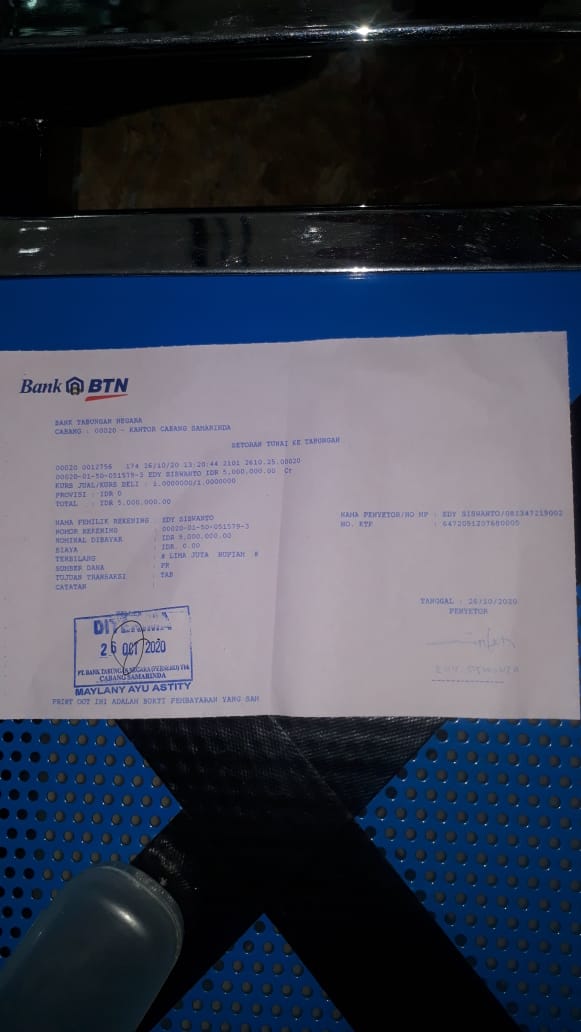 Bank BTN
BANK TABUNGAN NEGARA
CABANG : 00020 - KANTOR CABANG SAMARINDA
SETORAN TUNAI KE TABUNGAN
00020 0012756 174 26/10/20 13:20:44 2101 2610.25.00020
00020-01-50-051579-3 EDY SISWANTO IDR 5,000,000.00 Cr
KURS JUAL/KURS BELI : 1.0000000/1.0000000
PROVISI : IDR 0
TOTAL : IDR 5.000,000.00
NAMA PEMILIK REKENING : EDY SISWANTO
NOMOR REKENING : 00020-01-50-051579-3
NOMINAL DIBAYAR : IDR 5,000,000.00
BIAYA : IDR. 0.00
TERBILANG : # LIMA JUTA RUPIAH #
SUMBER DANA : PR
TUJUAN TRANSAKSI : TAB
CATATAN :
NAMA PENYETOR/NO HP : EDY SISWANTO/081347219002
NO. KTP : 6472051207680005
TANGGAL : 26/10/2020
PENYETOR
EDY SISWANTO
TELLER
DITERIMA
26 OCT 2020
PT. BANK TABUNGAN NEGARA (PERSERO) Tbk
CABANG SAMARINDA
MAYLANY AYU ASTITY
PRINT OUT INI ADALAH BUKTI PEMBAYARAN YANG SAH